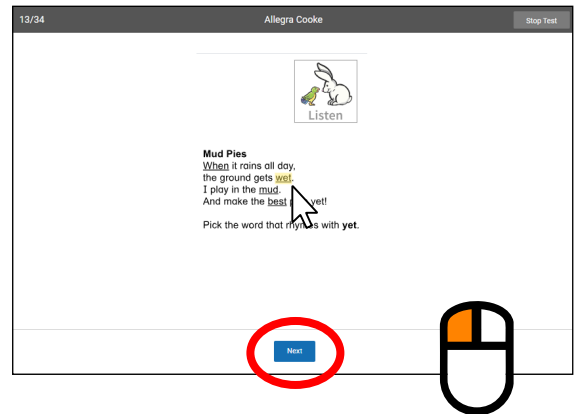 13/34
Allegra Cooke
Stop Test
Listen
Mud Pies
When it rains all day,
the ground gets wet.
I play in the mud.
And make the best yet!
Pick the word that rhymes with yet.
Next